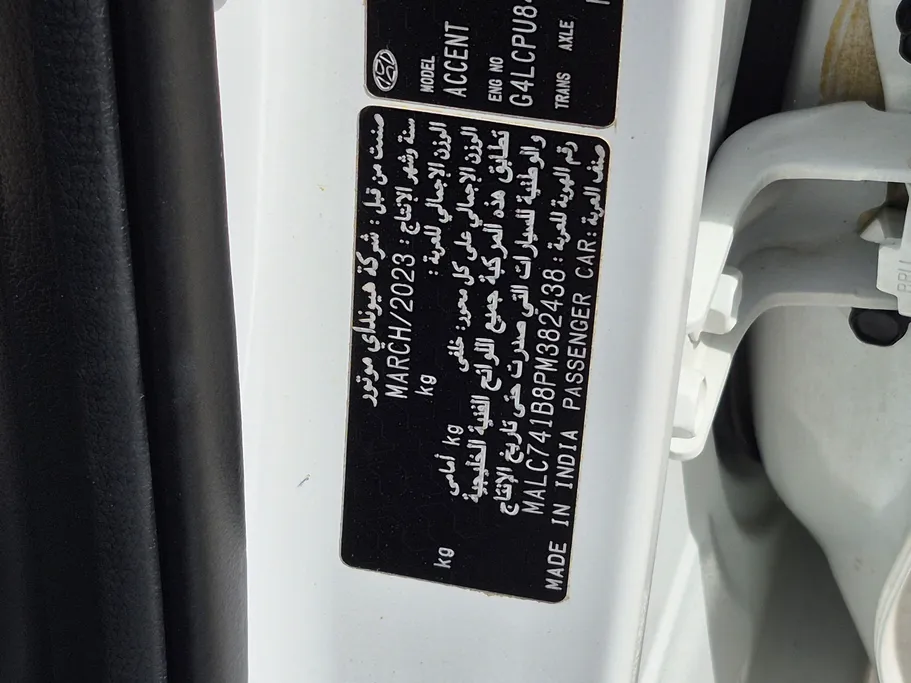 MODEL
ACCENT
ENG NO
G4LCPU8
TRANS AXLE
صنعت من قبل : شركة هيونداي موتور
سنة وشهر الإنتاج : MARCH/2023
الوزن الإجمالي للعربة : kg
الوزن الإجمالي على كل محور: خلفى kg أمامى kg
تطابق هذه المركبة جميع اللوائح الفنية الخليجية
والوطنية للسيارات التي صدرت حتى تاريخ الإنتاج
رقم الهوية للعربة : MALC741B8PM382438
صنف العربة : MADE IN INDIA PASSENGER CAR